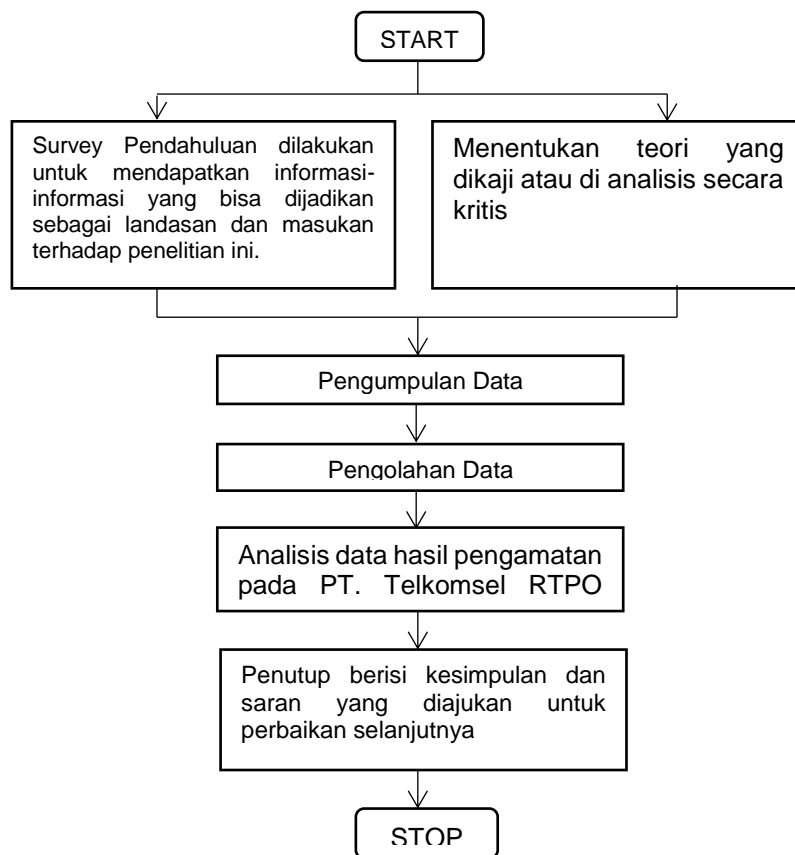 START
Survey Pendahuluan dilakukan
untuk mendapatkan informasi-
informasi yang bisa dijadikan
sebagai landasan dan masukan
terhadap penelitian ini.
Menentukan teori yang
dikaji atau di analisis secara
kritis
Pengumpulan Data
Pengolahan Data
Analisis data hasil pengamatan
pada PT. Telkomsel RTPO
Penutup berisi kesimpulan dan
saran yang diajukan untuk
perbaikan selanjutnya
STOP